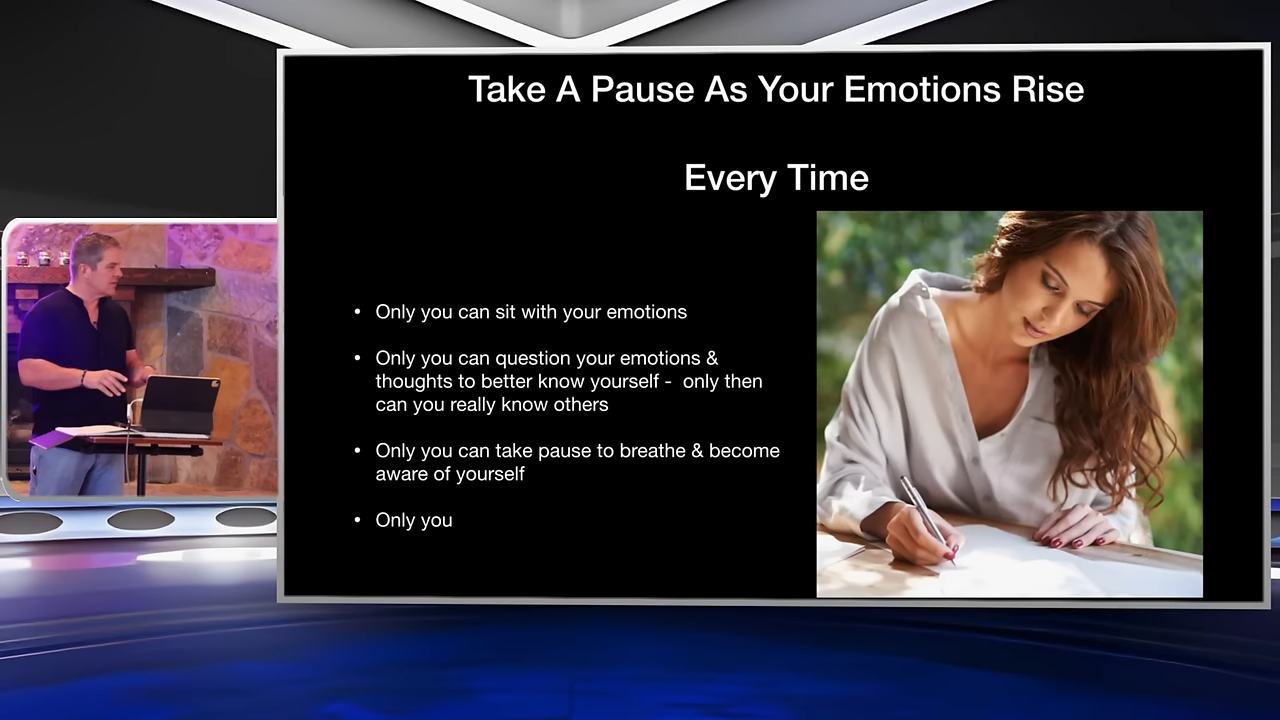 Take A Pause As Your Emotions Rise
Every Time
• Only you can sit with your emotions
• Only you can question your emotions &
thoughts to better know yourself - only then
can you really know others
• Only you can take pause to breathe & become
aware of yourself
• Only you